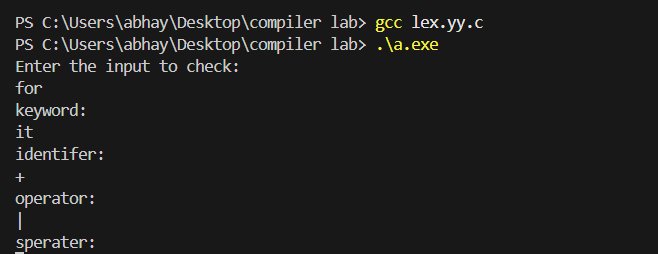 PS C:\Users\abhay\Desktop\compiler lab> gcc lex.yy.c
PS C:\Users\abhay\Desktop\compiler lab> .\a.exe
Enter the input to check:
for
keyword:
it
identifer:
+
operator:
|
sperater: